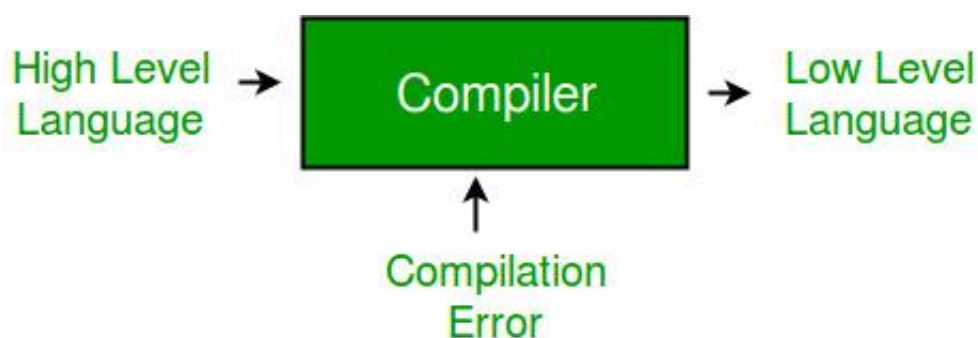 High Level
Language
Compiler
Low Level
Language
Compilation
Error